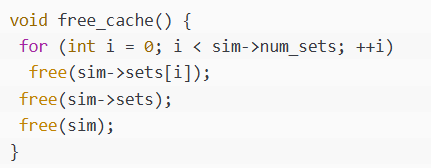 void free_cache() {
 for (int i = 0; i < sim->num_sets; ++i)
  free(sim->sets[i]);
 free(sim->sets);
 free(sim);
}